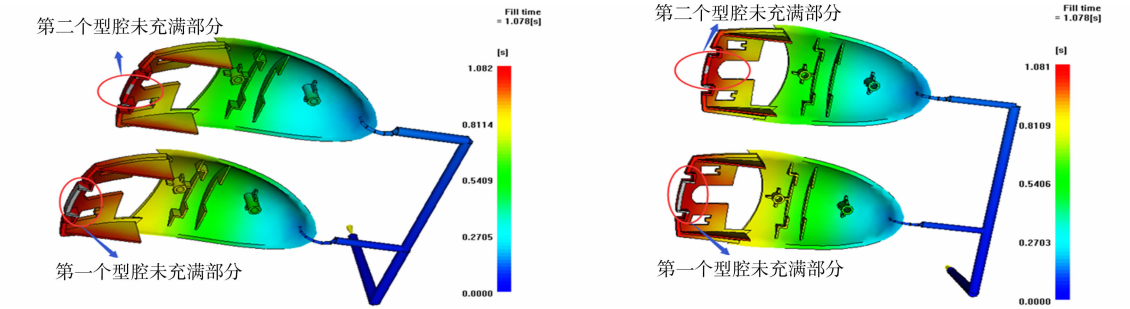 第二个型腔未充满部分
Fill time
= 1.078[s]
[s]
1.082
0.8114
0.5409
0.2705
0.0000
第一个型腔未充满部分
第二个型腔未充满部分
Fill time
= 1.078[s]
[s]
1.081
0.8109
0.5406
0.2703
0.0000
第一个型腔未充满部分